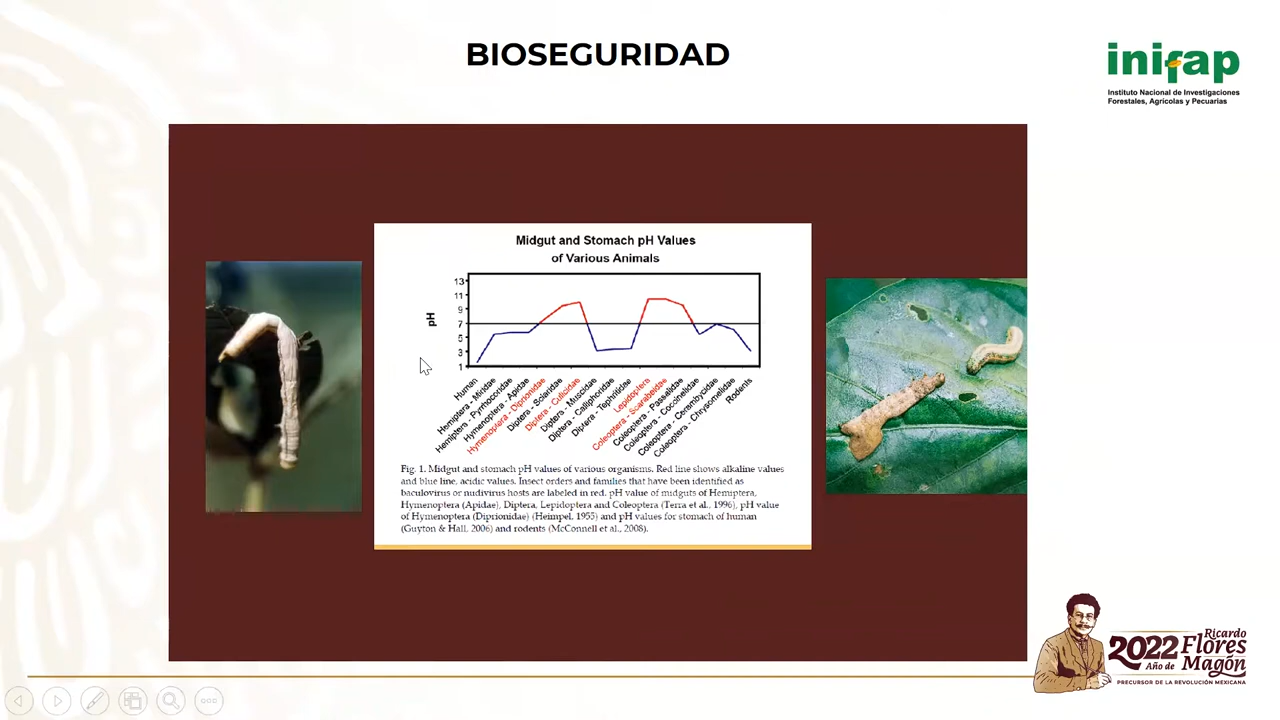 BIOSEGURIDAD
inifap
Instituto Nacional de Investigaciones
Forestales, Agrícolas y Pecuarias
Midgut and Stomach pH Values
of Various Animals
pH
13
11
9
7
5
3
1
Human
Hemiptera - Miridae
Hemiptera - Pyrrhocoridae
Hymenoptera - Apidae
Hymenoptera - Diprionidae
Diptera - Sciaridae
Diptera - Culicidae
Diptera - Muscidae
Diptera - Calliphoridae
Diptera - Tephritidae
Lepidoptera
Coleoptera - Scarabeidae
Coleoptera - Passalidae
Coleoptera - Coccinelidae
Coleoptera - Cerambycidae
Coleoptera - Chrysomelidae
Rodents
Fig. 1. Midgut and stomach pH values of various organisms. Red line shows alkaline values
and blue line, acidic values. Insect orders and families that have been identified as
baculovirus or nudivirus hosts are labeled in red. pH value of midguts of Hemiptera,
Hymenoptera (Apidae), Diptera, Lepidoptera and Coleoptera (Terra et al., 1996), pH value
of Hymenoptera (Diprionidae) (Heimpel, 1955) and pH values for stomach of human
(Guyton & Hall, 2006) and rodents (McConnell et al., 2008).
2022 Ricardo
Año de Flores
Magón
PRECURSOR DE LA REVOLUCIÓN MEXICANA